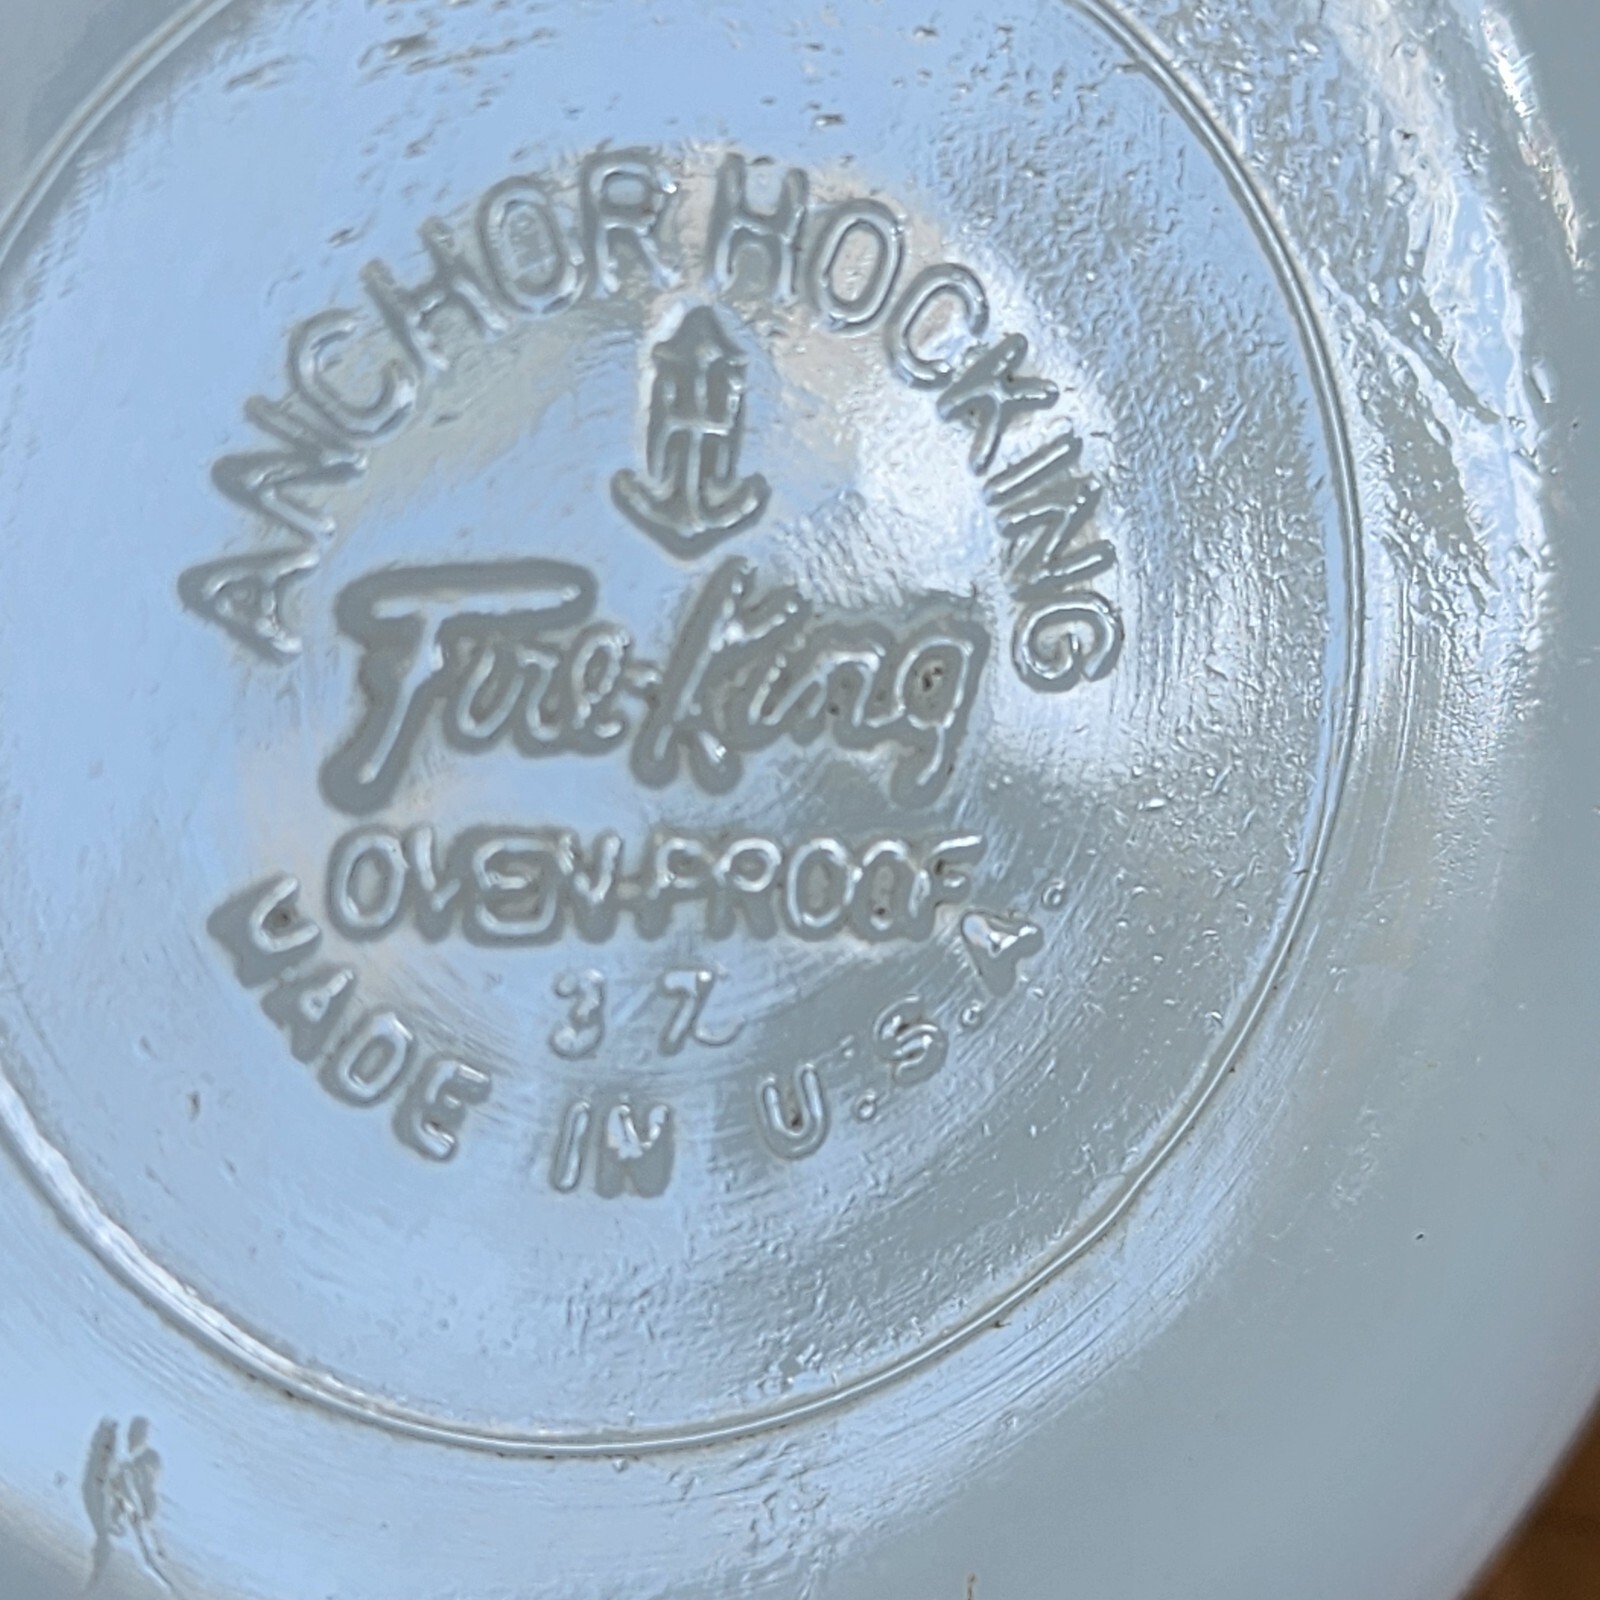 ANCHOR HOCKING
Fire-King
OVEN-PROOF
37
MADE IN U.S.A.